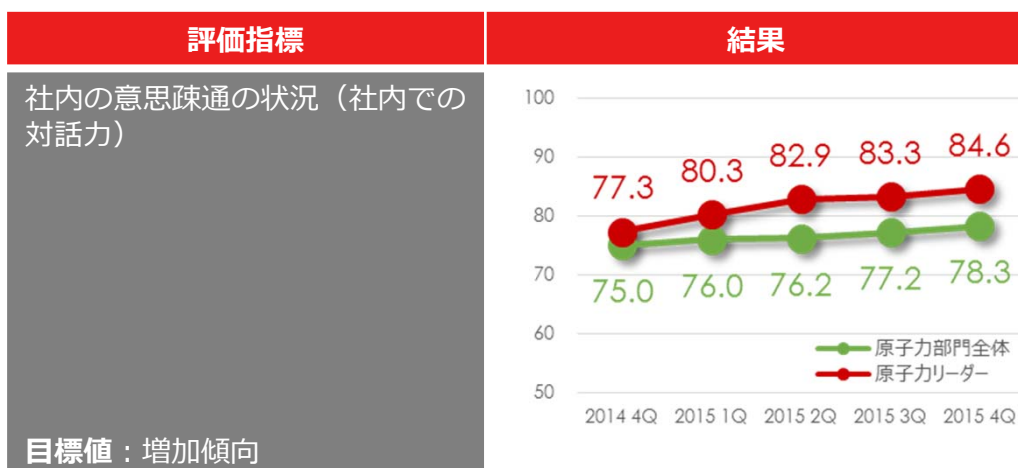 評価指標
結果
社内の意思疎通の状況（社内での
対話力）
目標値：増加傾向
100
90
80
70
60
50
77.3
80.3
82.9
83.3
84.6
75.0
76.0
76.2
77.2
78.3
原子力部門全体
原子力リーダー
2014 4Q
2015 1Q
2015 2Q
2015 3Q
2015 4Q